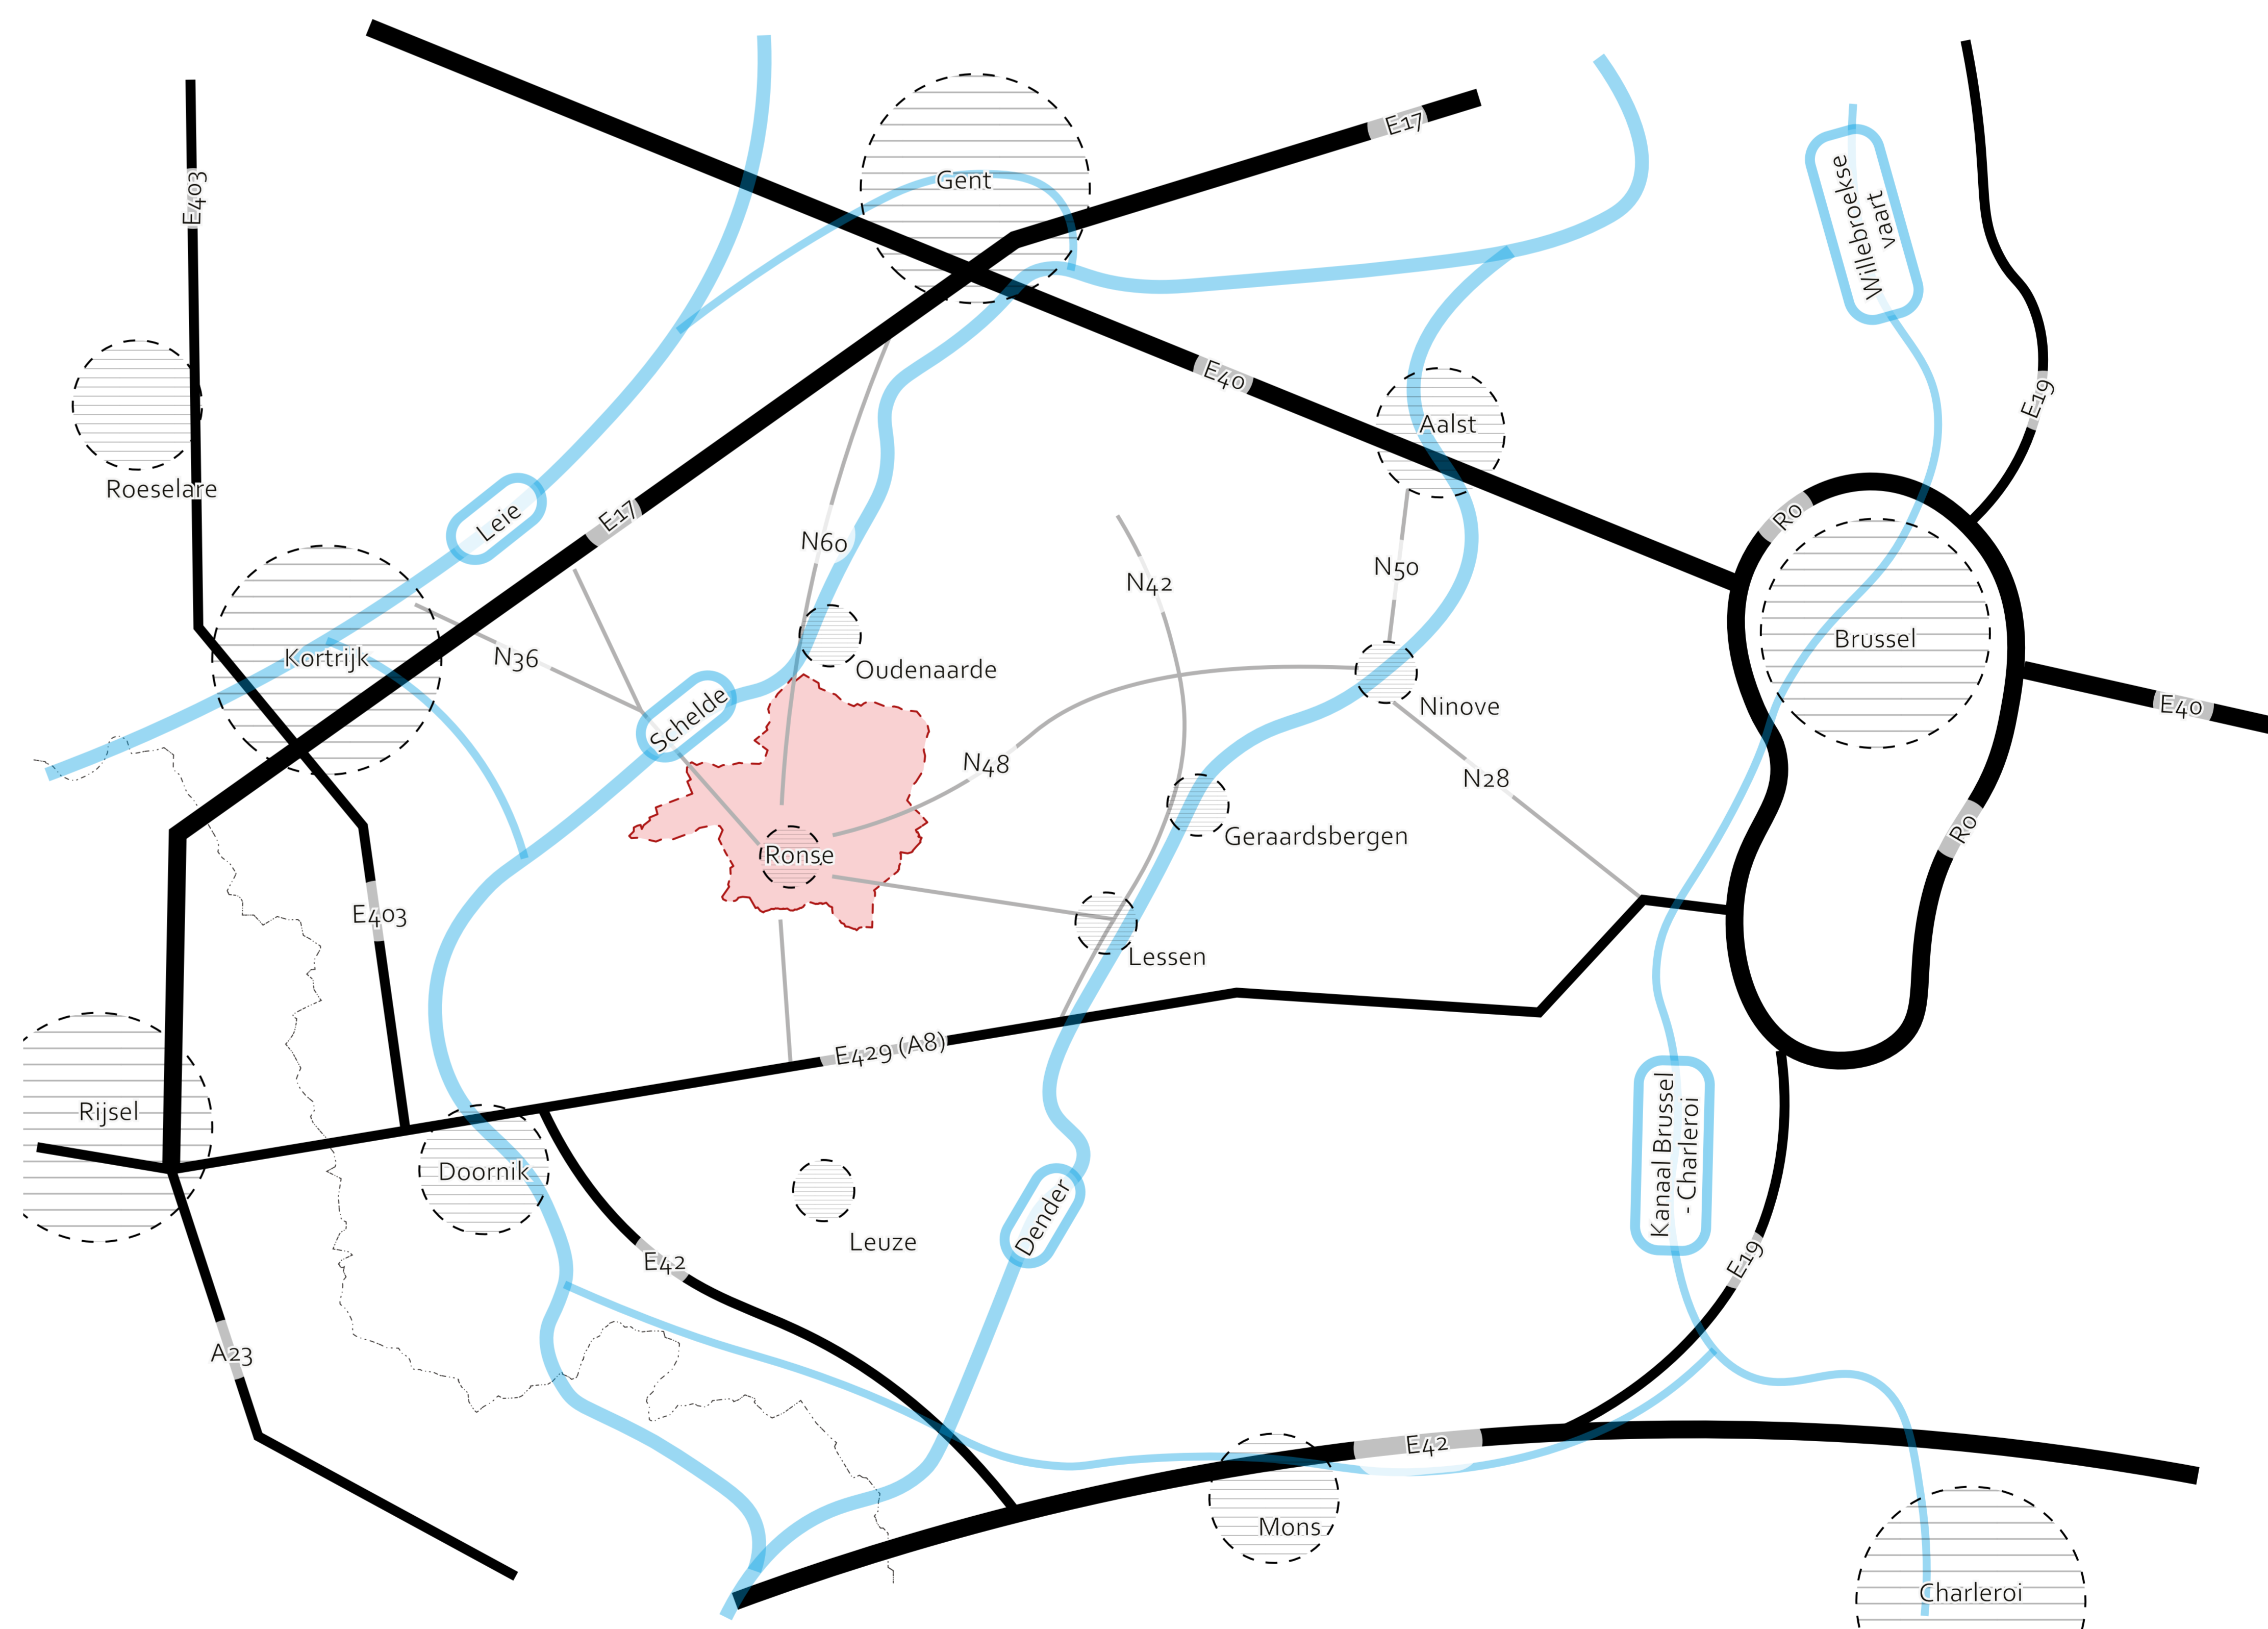 E17
Gent
E403
Willebroekse
vaart
E40
E19
Aalst
Roeselare
Leie
E17
R0
N60
N50
N42
Brussel
Kortrijk
N36
Oudenaarde
Schelde
Ninove
E40
N48
N28
R0
Geraardsbergen
Ronse
E403
Lessen
E429 (A8)
Rijsel
Doornik
Kanaal Brussel
- Charleroi
Dender
Leuze
E42
E19
A23
E42
Mons
Charleroi